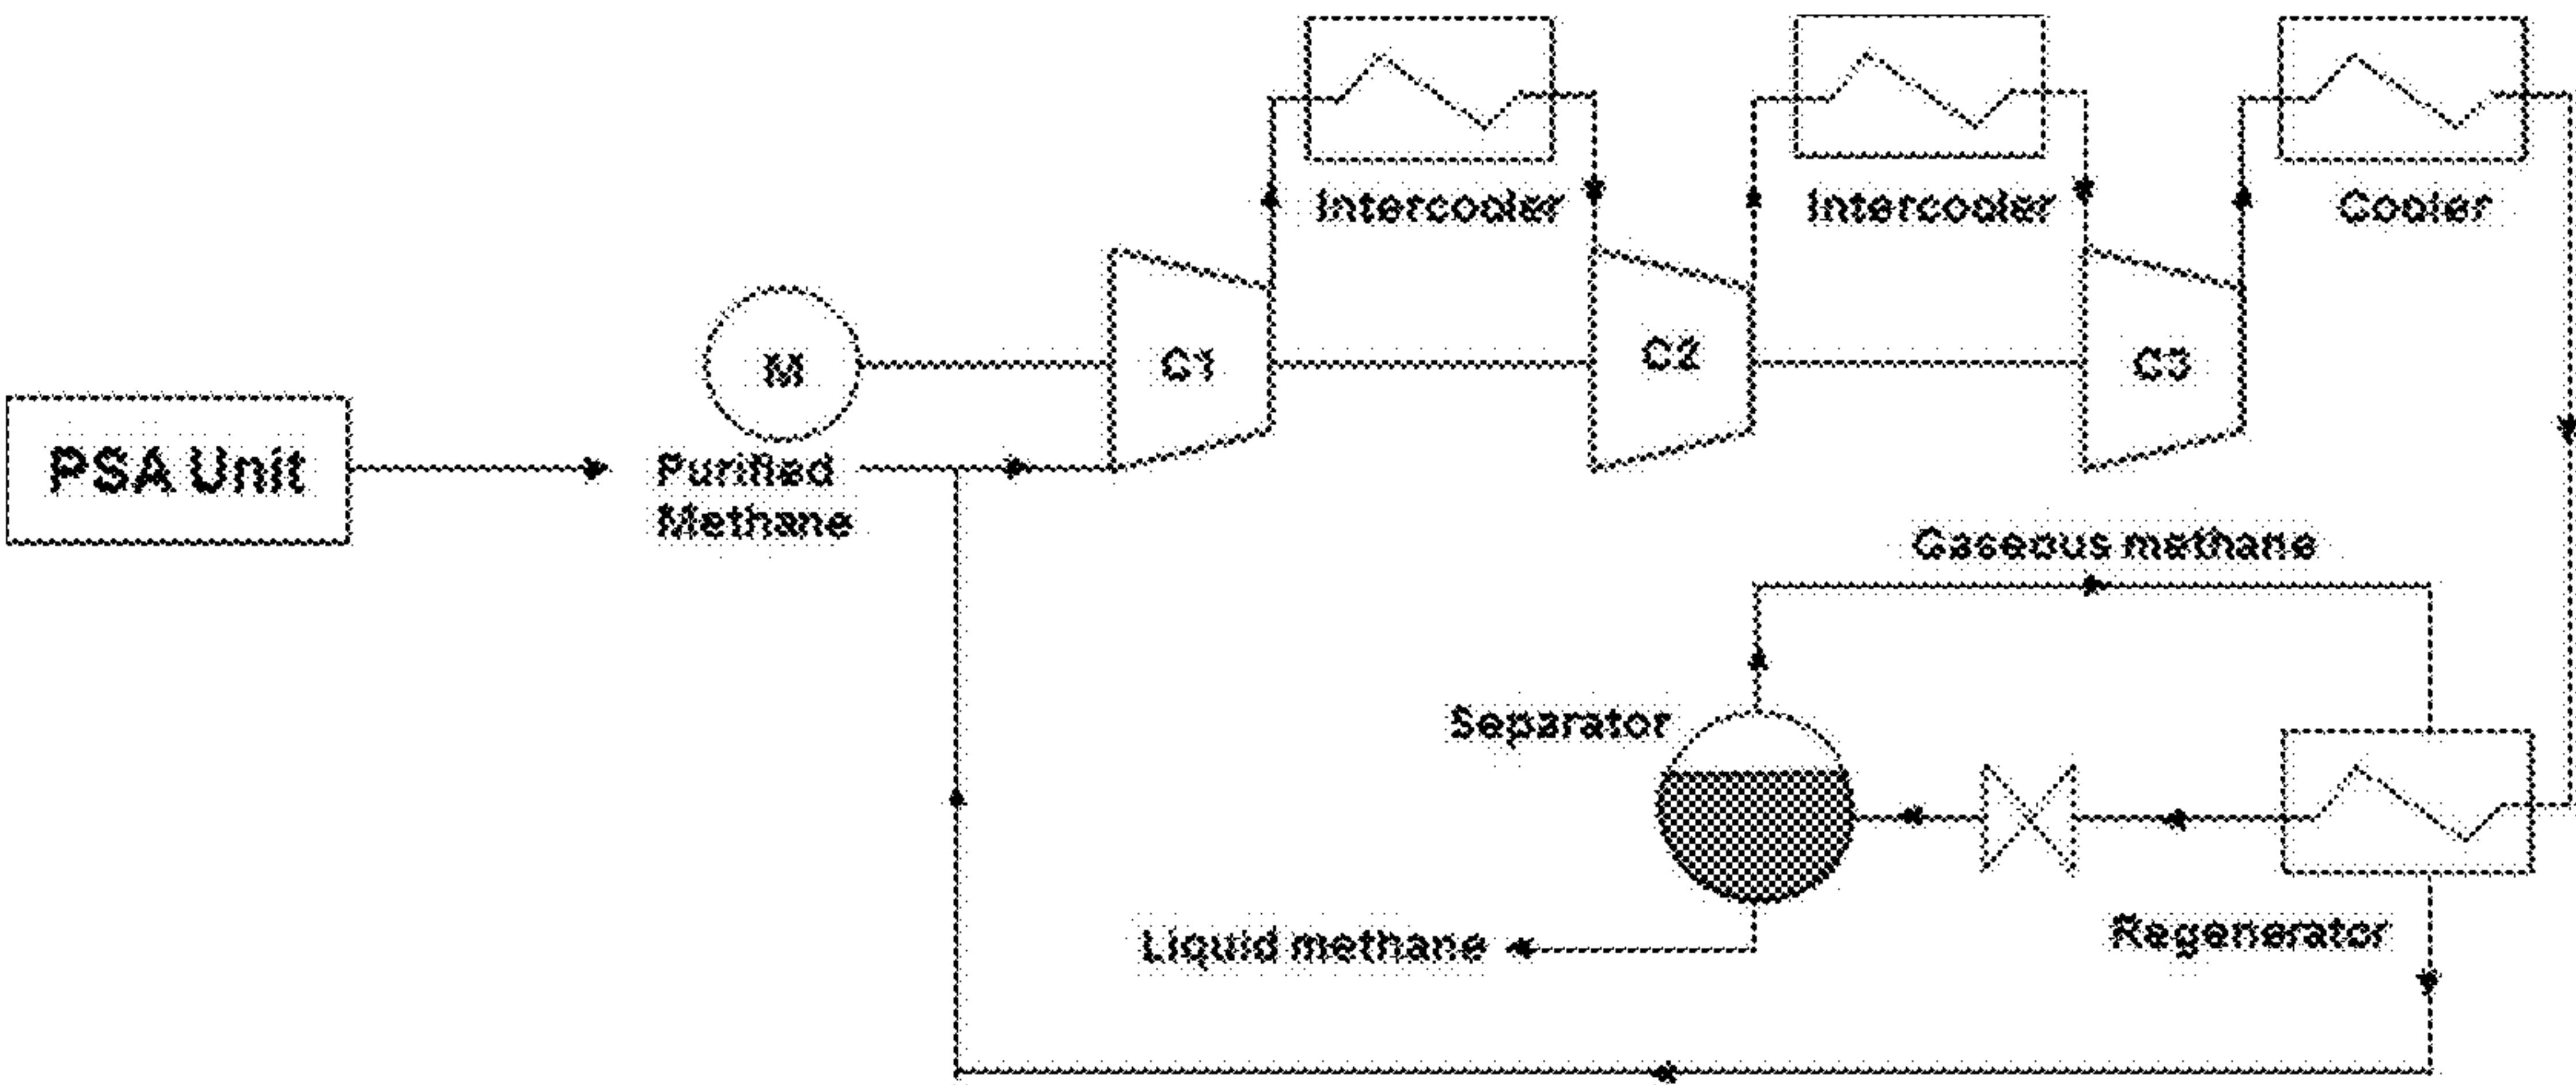 Intercooler
Intercooler
Cooler
M
C1
C2
C3
PSA Unit
Purified
Methane
Gaseous methane
Separator
Liquid methane
Regenerator